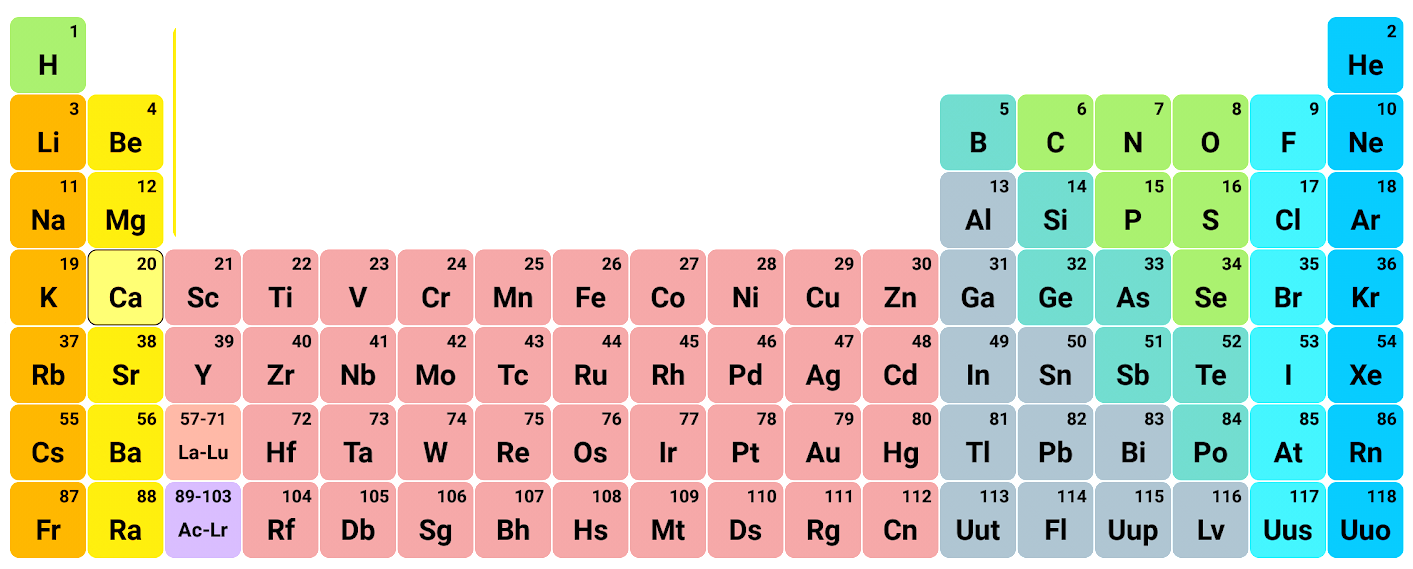 1 2
H He
3 4 5 6 7 8 9 10
Li Be B C N O F Ne
11 12 13 14 15 16 17 18
Na Mg Al Si P S Cl Ar
19 20 21 22 23 24 25 26 27 28 29 30 31 32 33 34 35 36
K Ca Sc Ti V Cr Mn Fe Co Ni Cu Zn Ga Ge As Se Br Kr
37 38 39 40 41 42 43 44 45 46 47 48 49 50 51 52 53 54
Rb Sr Y Zr Nb Mo Tc Ru Rh Pd Ag Cd In Sn Sb Te I Xe
55 56 57-71 72 73 74 75 76 77 78 79 80 81 82 83 84 85 86
Cs Ba La-Lu Hf Ta W Re Os Ir Pt Au Hg Tl Pb Bi Po At Rn
87 88 89-103 104 105 106 107 108 109 110 111 112 113 114 115 116 117 118
Fr Ra Ac-Lr Rf Db Sg Bh Hs Mt Ds Rg Cn Uut Fl Uup Lv Uus Uuo